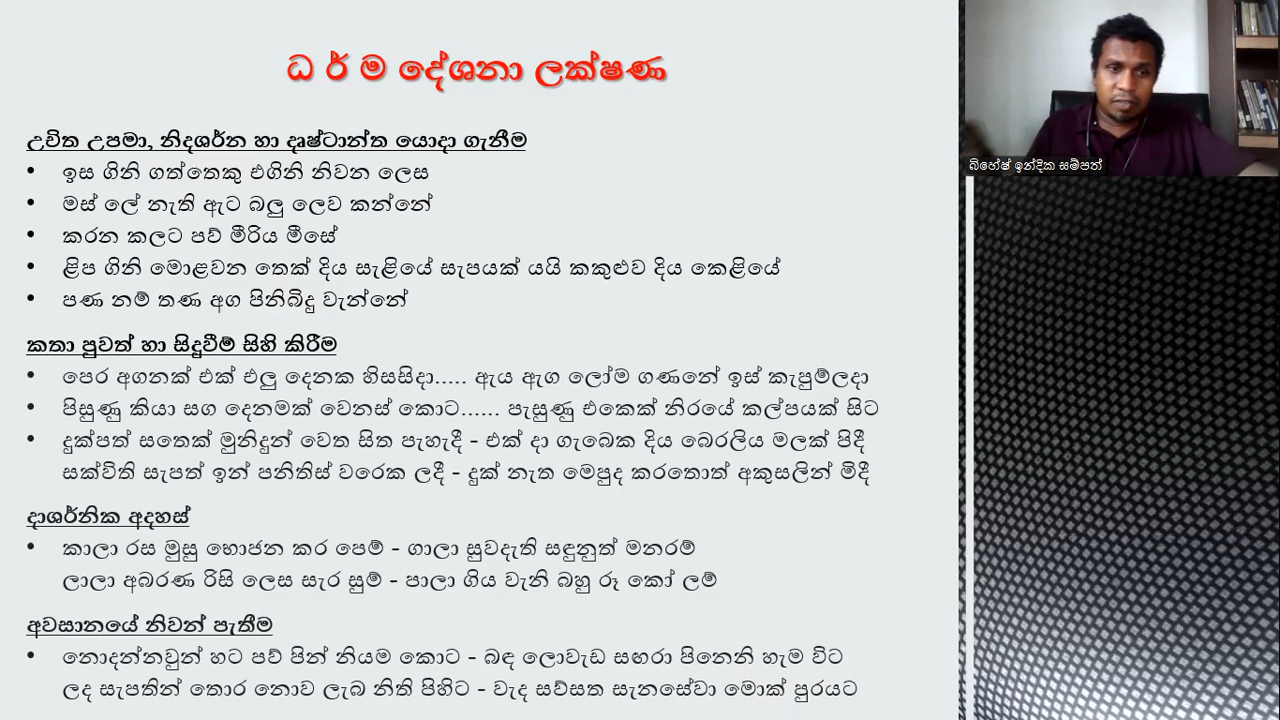 ධ ර් ම දේශනා ලක්ෂණ
උචිත උපමා, නිදශර්න හා දෘෂ්ටාන්ත යොදා ගැනීම
• ඉස ගිනි ගත්තෙකු එගිනි නිවන ලෙස
• මස් ලේ නැති ඇට බලු ලෙව කන්නේ
• කරන කලට පව් මීරිය මීසේ
• ළිප ගිනි මොළවන තෙක් දිය සැළියේ සැපයක් යයි කකුළුව දිය කෙළියේ
• පණ නම් තණ අග පිනිබිඳු වැන්නේ
කතා පුවත් හා සිදුවීම් සිහි කිරීම
• පෙර අගනක් එක් එලු දෙනක හිසසිදා..... ඇය ඇග ලෝම ගණනේ ඉස් කැපුම්ලදා
• පිසුණු කියා සග දෙනමක් වෙනස් කොට...... පැසුණු එකෙක් නිරයේ කල්පයක් සිට
• දුක්පත් සතෙක් මුනිඳුන් වෙත සිත පැහැදී - එක් දා ගැබෙක දිය බෙරලිය මලක් පිදී
සක්විති සැපත් ඉන් පනිතිස් වරෙක ලදී - දුක් නැත මෙපුද කරතොත් අකුසලින් මිදී
දාශර්නික අදහස්
• කාලා රස මුසු භොජන කර පෙම් - ගාලා සුවඳැති සඳුනුත් මනරම්
ලාලා අබරණ රිසි ලෙස සැර සුම් - පාලා ගිය වැනි බහු රූ කෝ ලම්
අවසානයේ නිවන් පැතීම
• නොදන්නවුන් හට පව් පින් නියම කොට - බඳ ලොවැඩ සඟරා පිනෙනි හැම විට
ලද සැපතින් තොර නොව ලැබ නිති පිහිට - වැද සව්සත සැනසේවා මොක් පුරයට
බිහේෂ් ඉන්දික සම්පත්